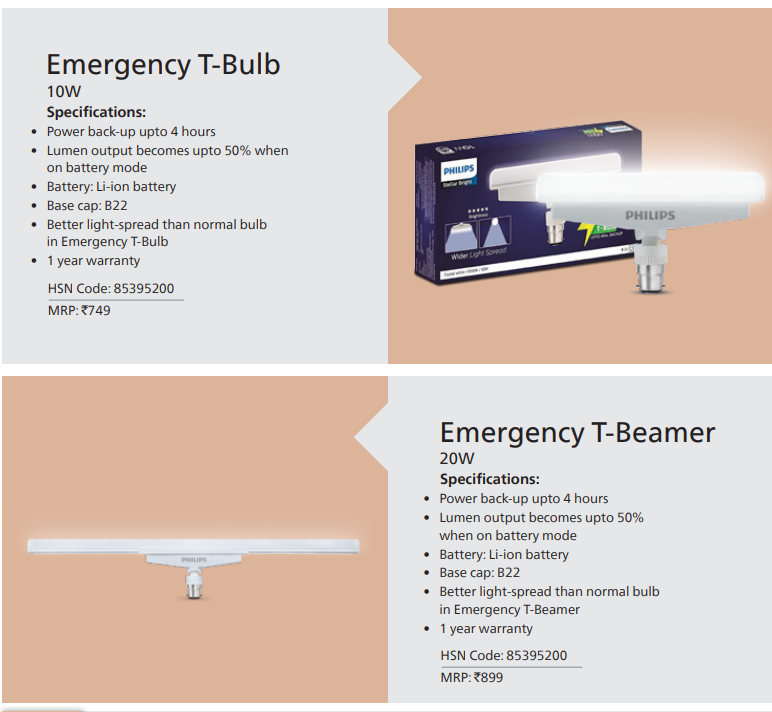 Emergency T-Bulb
10W
Specifications:
• Power back-up upto 4 hours
• Lumen output becomes upto 50% when
on battery mode
• Battery: Li-ion battery
• Base cap: B22
• Better light-spread than normal bulb
in Emergency T-Bulb
• 1 year warranty
HSN Code: 85395200
MRP: ₹749
PHILIPS
Stellar Bright
Brightness
Wider Light Spread
PHILIPS
Emergency T-Beamer
20W
Specifications:
• Power back-up upto 4 hours
• Lumen output becomes upto 50%
when on battery mode
• Battery: Li-ion battery
• Base cap: B22
• Better light-spread than normal bulb
in Emergency T-Beamer
• 1 year warranty
HSN Code: 85395200
MRP: ₹899
PHILIPS